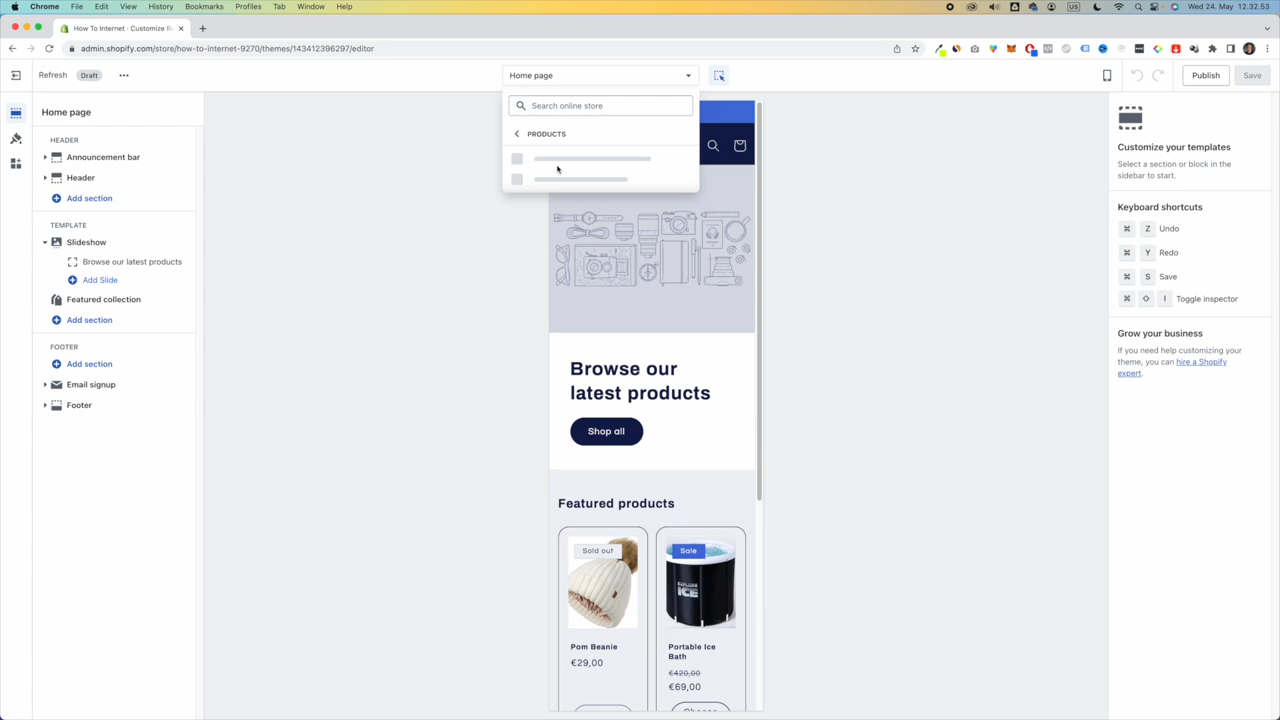 Chrome File Edit View History Bookmarks Profiles Tab Window Help
US
Wed 24. May 12.32.53
How To Internet · Customize Re
admin.shopify.com/store/how-to-internet-9270/themes/143412396297/editor
Refresh Draft
Home page
Publish Save
Home page
Search online store
PRODUCTS
HEADER
Announcement bar
Header
Add section
TEMPLATE
Slideshow
Browse our latest products
Add Slide
Featured collection
Add section
FOOTER
Add section
Email signup
Footer
Browse our
latest products
Shop all
Featured products
Sold out
Sale
EXPLORE
ICE
Pom Beanie
€29,00
Portable Ice
Bath
€420,00
€69,00
Customize your templates
Select a section or block in the
sidebar to start.
Keyboard shortcuts
⌘ Z Undo
⌘ Y Redo
⌘ S Save
⌘ ⇧ I Toggle inspector
Grow your business
If you need help customizing your
theme, you can hire a Shopify
expert.